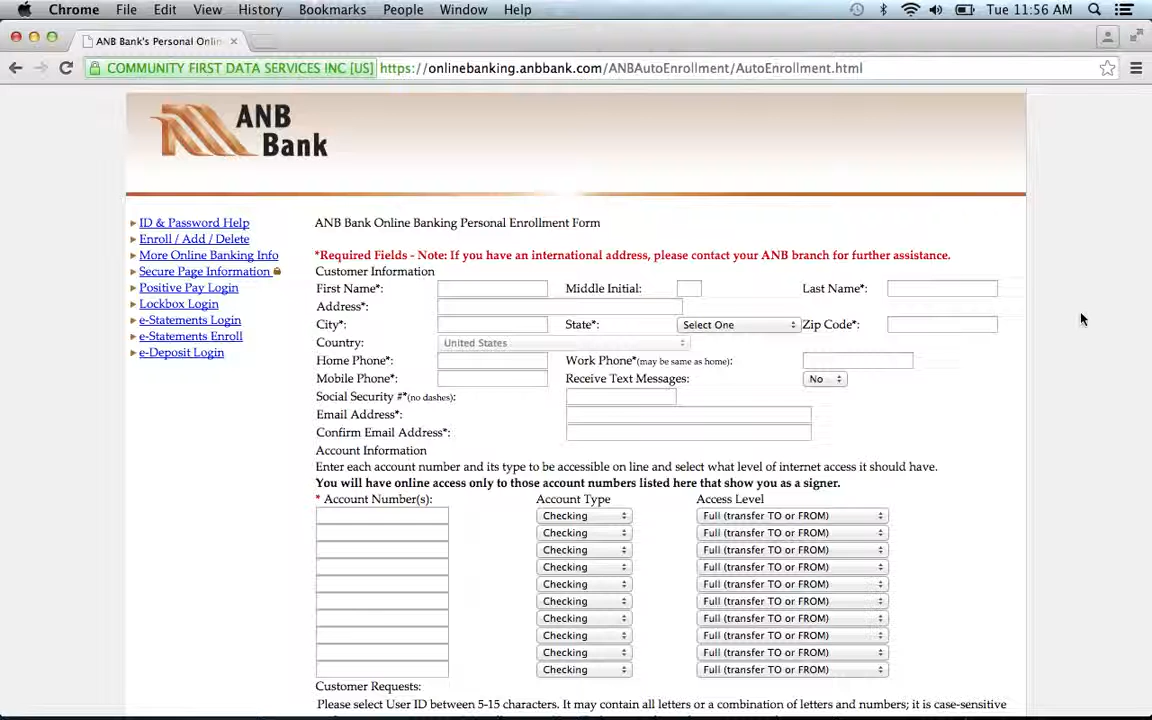 Chrome File Edit View History Bookmarks People Window Help Tue 11:56 AM
ANB Bank's Personal Onlin
COMMUNITY FIRST DATA SERVICES INC [US] https://onlinebanking.anbbank.com/ANBAutoEnrollment/AutoEnrollment.html
ANB
Bank
ID & Password Help
Enroll / Add / Delete
More Online Banking Info
Secure Page Information
Positive Pay Login
Lockbox Login
e-Statements Login
e-Statements Enroll
e-Deposit Login
ANB Bank Online Banking Personal Enrollment Form
*Required Fields - Note: If you have an international address, please contact your ANB branch for further assistance.
Customer Information
First Name*: Middle Initial: Last Name*:
Address*:
City*: State*: Select One Zip Code*:
Country: United States
Home Phone*: Work Phone*(may be same as home):
Mobile Phone*: Receive Text Messages: No
Social Security #*(no dashes):
Email Address*:
Confirm Email Address*:
Account Information
Enter each account number and its type to be accessible on line and select what level of internet access it should have.
You will have online access only to those account numbers listed here that show you as a signer.
* Account Number(s): Account Type Access Level
Checking Full (transfer TO or FROM)
Checking Full (transfer TO or FROM)
Checking Full (transfer TO or FROM)
Checking Full (transfer TO or FROM)
Checking Full (transfer TO or FROM)
Checking Full (transfer TO or FROM)
Checking Full (transfer TO or FROM)
Checking Full (transfer TO or FROM)
Checking Full (transfer TO or FROM)
Checking Full (transfer TO or FROM)
Customer Requests:
Please select User ID between 5-15 characters. It may contain all letters or a combination of letters and numbers; it is case-sensitive